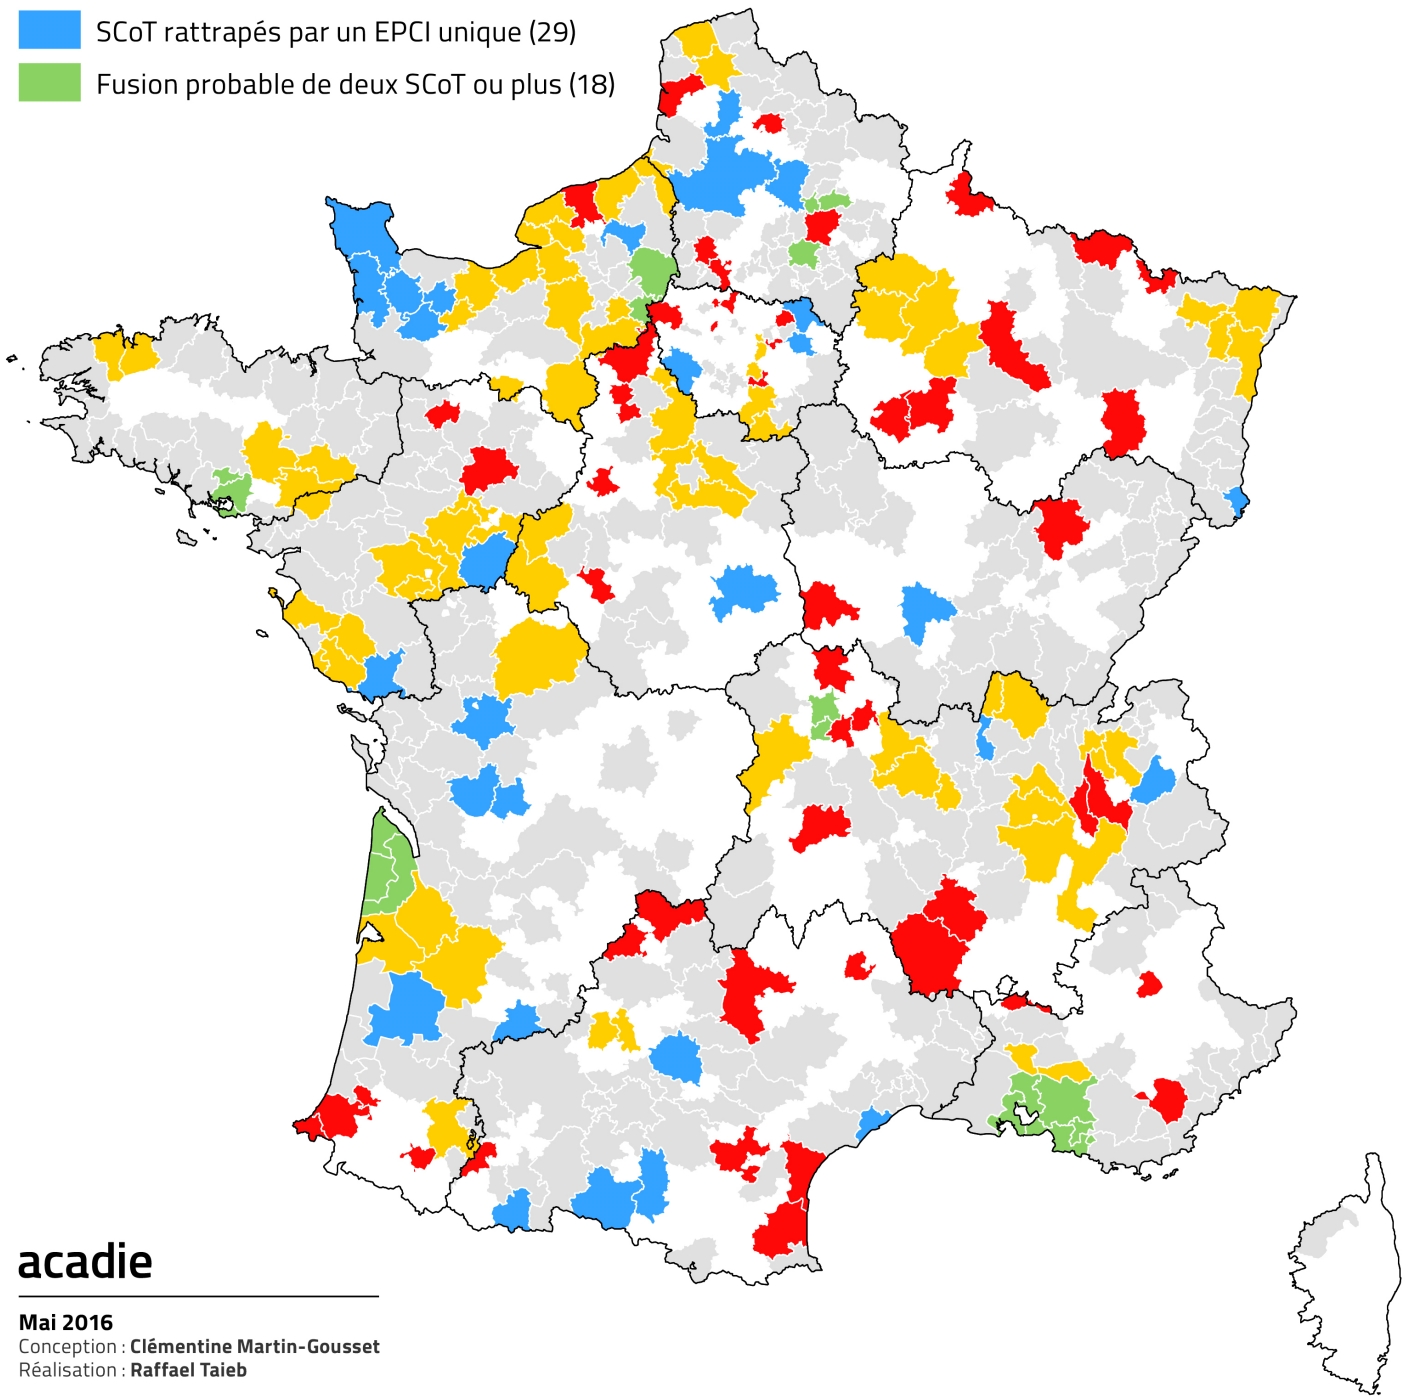 SCoT rattrapés par un EPCI unique (29)
Fusion probable de deux SCoT ou plus (18)
acadie
Mai 2016
Conception : Clémentine Martin-Gousset
Réalisation : Raffael Taieb